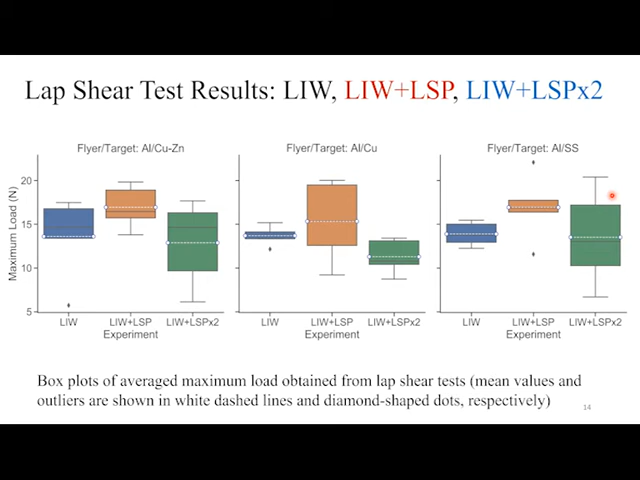 Lap Shear Test Results: LIW, LIW+LSP, LIW+LSPx2
Flyer/Target: Al/Cu-Zn
Flyer/Target: Al/Cu
Flyer/Target: Al/SS
Maximum Load (N)
20
15
10
5
LIW LIW+LSP LIW+LSPx2
Experiment
LIW LIW+LSP LIW+LSPx2
Experiment
LIW LIW+LSP LIW+LSPx2
Experiment
Box plots of averaged maximum load obtained from lap shear tests (mean values and
outliers are shown in white dashed lines and diamond-shaped dots, respectively)
14